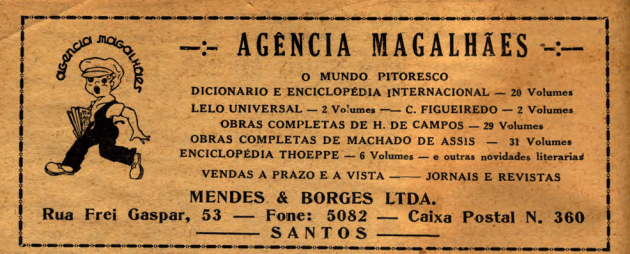 agencia magalhães
—:— AGÊNCIA MAGALHÃES —:—
O MUNDO PITORESCO
DICIONARIO E ENCICLOPÉDIA INTERNACIONAL — 20 Volumes
LELO UNIVERSAL — 2 Volumes —— C. FIGUEIREDO — 2 Volumes
OBRAS COMPLETAS DE H. DE CAMPOS — 29 Volumes
OBRAS COMPLETAS DE MACHADO DE ASSIS — 31 Volumes
ENCICLOPÉDIA THOEPPE — 6 Volumes — e outras novidades literarias
VENDAS A PRAZO E A VISTA —— JORNAIS E REVISTAS
MENDES & BORGES LTDA.
Rua Frei Gaspar, 53 — Fone: 5082 — Caixa Postal N. 360
——— SANTOS ———